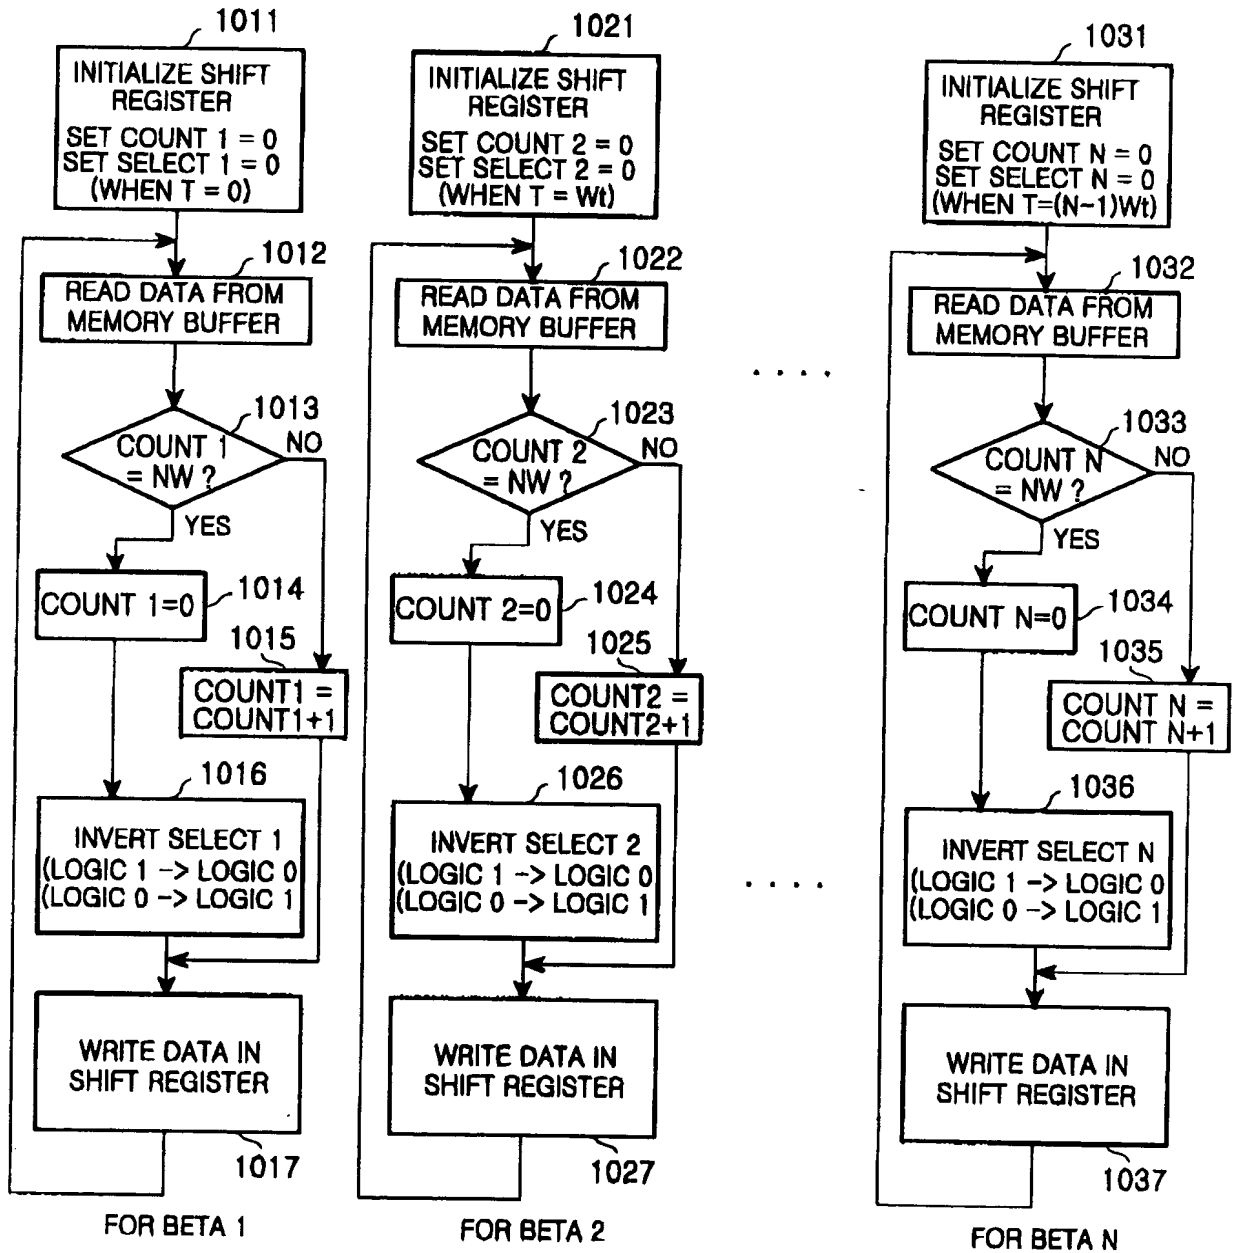 1011
INITIALIZE SHIFT
REGISTER
SET COUNT 1 = 0
SET SELECT 1 = 0
(WHEN T = 0)
1012
READ DATA FROM
MEMORY BUFFER
1013
COUNT 1
= NW ?
NO
YES
1014
COUNT 1=0
1015
COUNT1 =
COUNT1+1
1016
INVERT SELECT 1
(LOGIC 1 -> LOGIC 0
(LOGIC 0 -> LOGIC 1
WRITE DATA IN
SHIFT REGISTER
1017
FOR BETA 1
1021
INITIALIZE SHIFT
REGISTER
SET COUNT 2 = 0
SET SELECT 2 = 0
(WHEN T = Wt)
1022
READ DATA FROM
MEMORY BUFFER
1023
COUNT 2
= NW ?
NO
YES
1024
COUNT 2=0
1025
COUNT2 =
COUNT2+1
1026
INVERT SELECT 2
(LOGIC 1 -> LOGIC 0
(LOGIC 0 -> LOGIC 1
WRITE DATA IN
SHIFT REGISTER
1027
FOR BETA 2
. . . .
. . . .
1031
INITIALIZE SHIFT
REGISTER
SET COUNT N = 0
SET SELECT N = 0
(WHEN T=(N-1)Wt)
1032
READ DATA FROM
MEMORY BUFFER
1033
COUNT N
= NW ?
NO
YES
1034
COUNT N=0
1035
COUNT N =
COUNT N+1
1036
INVERT SELECT N
(LOGIC 1 -> LOGIC 0
(LOGIC 0 -> LOGIC 1
WRITE DATA IN
SHIFT REGISTER
1037
FOR BETA N